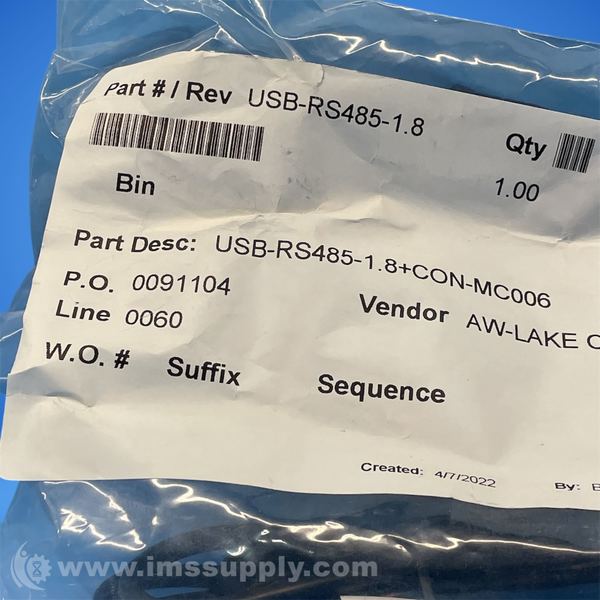 Part # / Rev USB-RS485-1.8
Qty
1.00
Bin
Part Desc: USB-RS485-1.8+CON-MC006
P.O. 0091104
Vendor AW-LAKE
Line 0060
W.O. # Suffix Sequence
Created: 4/7/2022
By:
www.imssupply.com